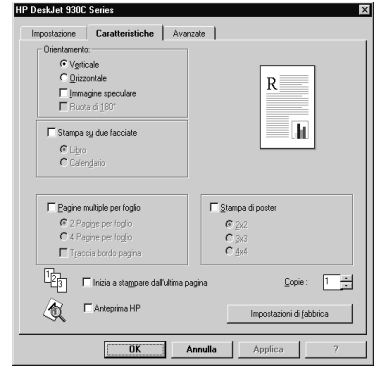 HP DeskJet 930C Series
Impostazione Caratteristiche Avanzate
Orientamento:
Verticale
Orizzontale
Immagine speculare
Ruota di 180°
R
Stampa su due facciate
Libro
Calendario
Pagine multiple per foglio
2 Pagine per foglio
4 Pagine per foglio
Traccia bordo pagina
Stampa di poster
2x2
3x3
4x4
1 2 3
Inizia a stampare dall'ultima pagina
Copie: 1
Anteprima HP
Impostazioni di fabbrica
OK Annulla Applica ?